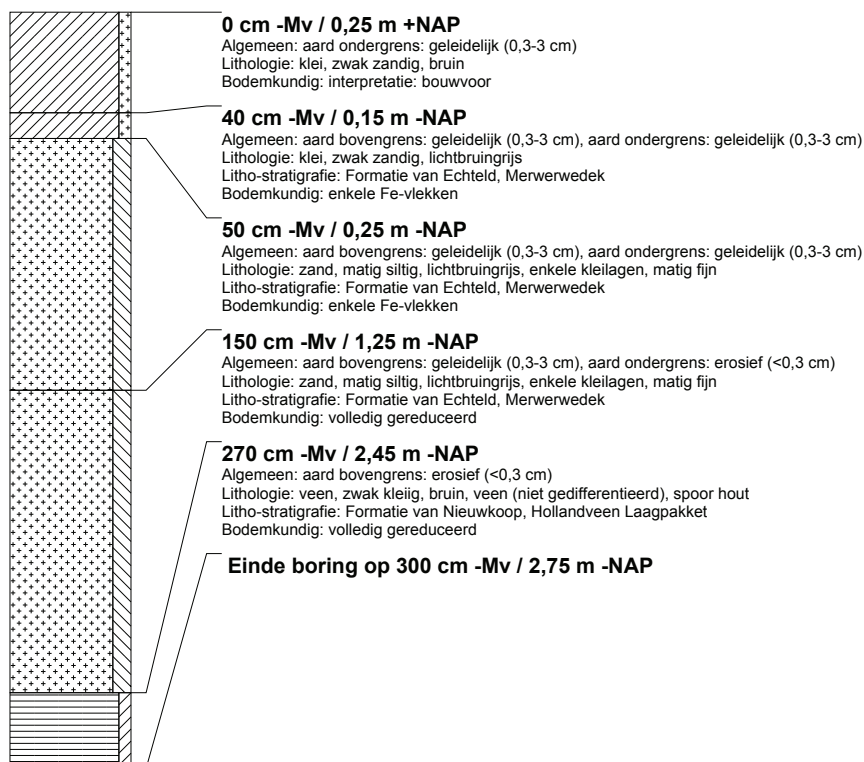 0 cm -Mv / 0,25 m +NAP
Algemeen: aard ondergrens: geleidelijk (0,3-3 cm)
Lithologie: klei, zwak zandig, bruin
Bodemkundig: interpretatie: bouwvoor
40 cm -Mv / 0,15 m -NAP
Algemeen: aard bovengrens: geleidelijk (0,3-3 cm), aard ondergrens: geleidelijk (0,3-3 cm)
Lithologie: klei, zwak zandig, lichtbruingrijs
Litho-stratigrafie: Formatie van Echteld, Merwerwedek
Bodemkundig: enkele Fe-vlekken
50 cm -Mv / 0,25 m -NAP
Algemeen: aard bovengrens: geleidelijk (0,3-3 cm), aard ondergrens: geleidelijk (0,3-3 cm)
Lithologie: zand, matig siltig, lichtbruingrijs, enkele kleilagen, matig fijn
Litho-stratigrafie: Formatie van Echteld, Merwerwedek
Bodemkundig: enkele Fe-vlekken
150 cm -Mv / 1,25 m -NAP
Algemeen: aard bovengrens: geleidelijk (0,3-3 cm), aard ondergrens: erosief (<0,3 cm)
Lithologie: zand, matig siltig, lichtbruingrijs, enkele kleilagen, matig fijn
Litho-stratigrafie: Formatie van Echteld, Merwerwedek
Bodemkundig: volledig gereduceerd
270 cm -Mv / 2,45 m -NAP
Algemeen: aard bovengrens: erosief (<0,3 cm)
Lithologie: veen, zwak kleiig, bruin, veen (niet gedifferentieerd), spoor hout
Litho-stratigrafie: Formatie van Nieuwkoop, Hollandveen Laagpakket
Bodemkundig: volledig gereduceerd
Einde boring op 300 cm -Mv / 2,75 m -NAP